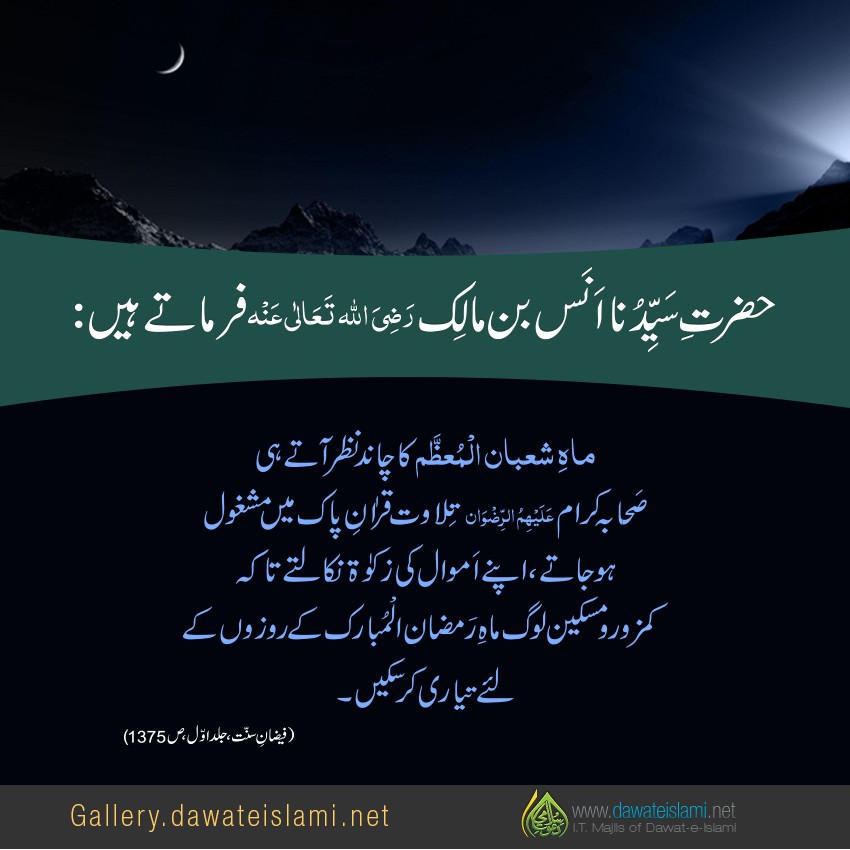 حضرتِ سَیِّدُنا اَنَس بن مالِک رَضِیَ اللہ تَعَالٰی عَنْہ فرماتے ہیں:
ماہِ شعبان الْمُعظَّم کا چاند نظر آتے ہی
صَحابہ کرام عَلَیْہِمُ الرِّضْوَان تِلاوت قراٰنِ پاک میں مشغول
ہوجاتے، اپنے اَموال کی زکوٰۃ نکالتے تاکہ
کمزور و مسکین لوگ ماہِ رَمضان الْمُبارک کے روزوں کے
لئے تیاری کرسکیں۔
(فیضانِ سنّت، جلد اوّل، ص 1375)
Gallery.dawateislami.net
www.dawateislami.net
I.T. Majlis of Dawat-e-Islami